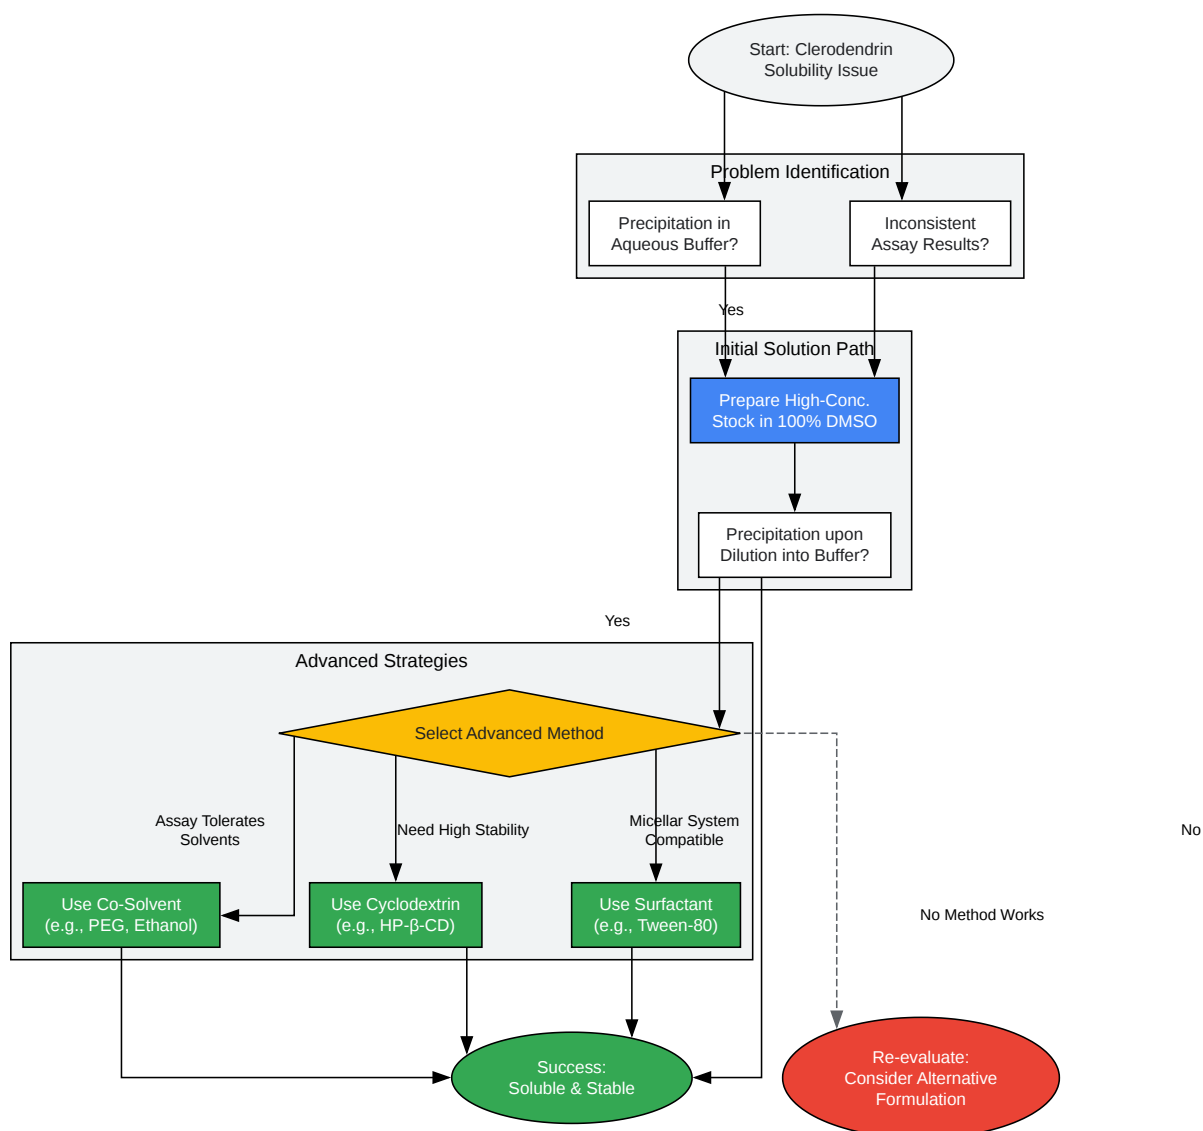 Start: Clerodendrin
Solubility Issue
Problem Identification
Precipitation in
Aqueous Buffer?
Inconsistent
Assay Results?
Yes
Initial Solution Path
Prepare High-Conc.
Stock in 100% DMSO
Precipitation upon
Dilution into Buffer?
Yes
Advanced Strategies
Select Advanced Method
Assay Tolerates
Solvents
Need High Stability
Micellar System
Compatible
No
Use Co-Solvent
(e.g., PEG, Ethanol)
Use Cyclodextrin
(e.g., HP-β-CD)
Use Surfactant
(e.g., Tween-80)
No Method Works
Success:
Soluble & Stable
Re-evaluate:
Consider Alternative
Formulation